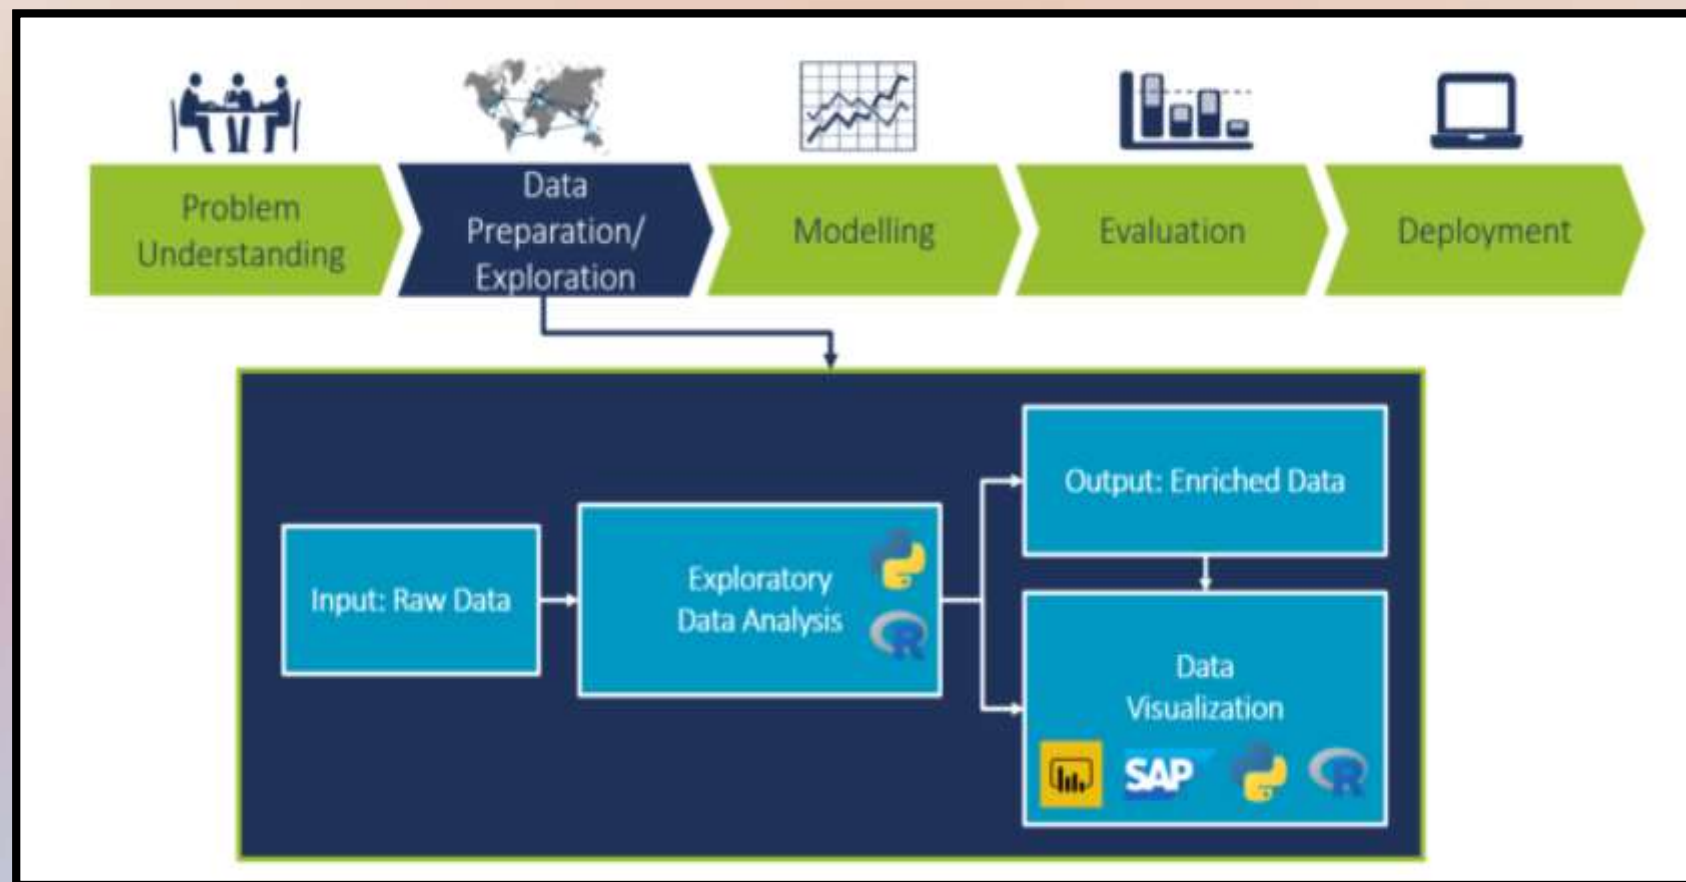 Problem
Understanding
Data
Preparation/
Exploration
Modelling
Evaluation
Deployment
Input: Raw Data
Exploratory
Data Analysis
R
Output: Enriched Data
Data
Visualization
SAP
R